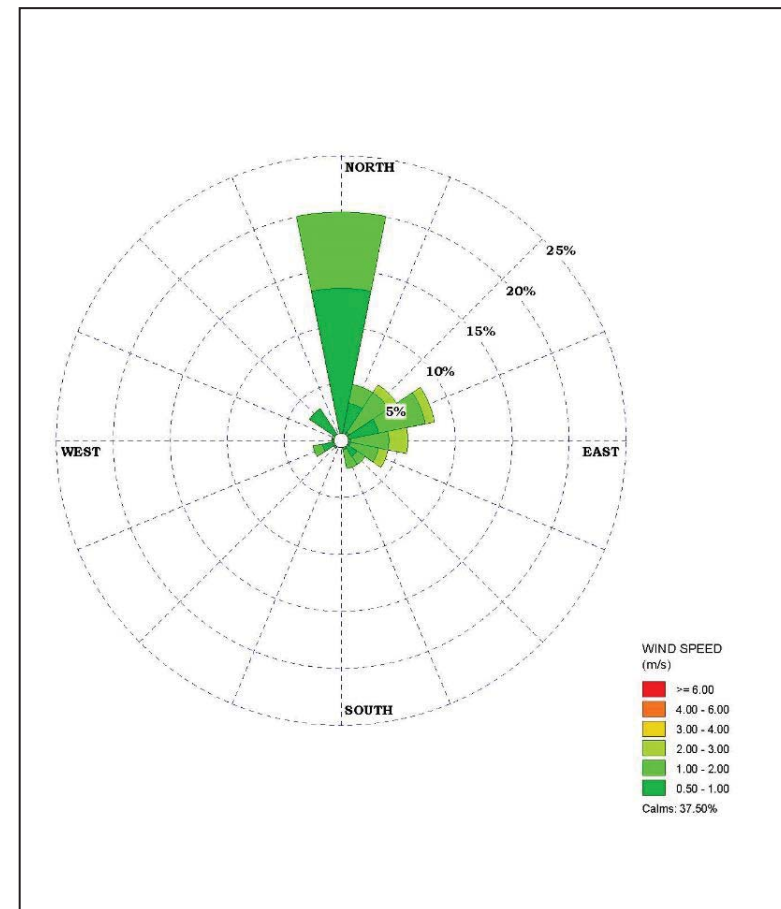 NORTH
25%
20%
15%
10%
5%
WEST
EAST
SOUTH
WIND SPEED
(m/s)
>= 6.00
4.00 - 6.00
3.00 - 4.00
2.00 - 3.00
1.00 - 2.00
0.50 - 1.00
Calms: 37.50%